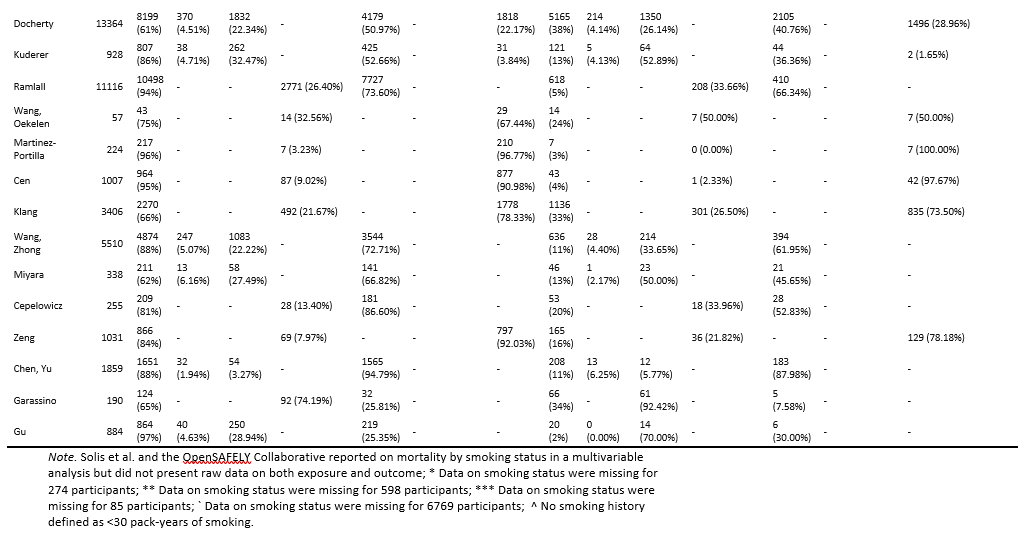 Docherty 13364 8199 (61%) 370 (4.51%) 1832 (22.34%) - 4179 (50.97%) - 1818 (22.17%) 5165 (38%) 214 (4.14%) 1350 (26.14%) - 2105 (40.76%) - 1496 (28.96%)
Kuderer 928 807 (86%) 38 (4.71%) 262 (32.47%) - 425 (52.66%) - 31 (3.84%) 121 (13%) 5 (4.13%) 64 (52.89%) - 44 (36.36%) - 2 (1.65%)
Ramlall 11116 10498 (94%) - - 2771 (26.40%) 7727 (73.60%) - 618 (5%) - - 208 (33.66%) 410 (66.34%) - -
Wang, Oekelen 57 43 (75%) - - 14 (32.56%) - - 29 (67.44%) 14 (24%) - - 7 (50.00%) - - 7 (50.00%)
Martinez-Portilla 224 217 (96%) - - 7 (3.23%) - - 210 (96.77%) 7 (3%) - - 0 (0.00%) - - 7 (100.00%)
Cen 1007 964 (95%) - - 87 (9.02%) - - 877 (90.98%) 43 (4%) - - 1 (2.33%) - - 42 (97.67%)
Klang 3406 2270 (66%) - - 492 (21.67%) - - 1778 (78.33%) 1136 (33%) - - 301 (26.50%) - - 835 (73.50%)
Wang, Zhong 5510 4874 (88%) 247 (5.07%) 1083 (22.22%) - 3544 (72.71%) - - 636 (11%) 28 (4.40%) 214 (33.65%) - 394 (61.95%) - -
Miyara 338 211 (62%) 13 (6.16%) 58 (27.49%) - 141 (66.82%) - - 46 (13%) 1 (2.17%) 23 (50.00%) - 21 (45.65%) - -
Cepelowicz 255 209 (81%) - - 28 (13.40%) 181 (86.60%) - - 53 (20%) - - 18 (33.96%) 28 (52.83%) - -
Zeng 1031 866 (84%) - - 69 (7.97%) - - 797 (92.03%) 165 (16%) - - 36 (21.82%) - - 129 (78.18%)
Chen, Yu 1859 1651 (88%) 32 (1.94%) 54 (3.27%) - 1565 (94.79%) - - 208 (11%) 13 (6.25%) 12 (5.77%) - 183 (87.98%) - -
Garassino 190 124 (65%) - - 92 (74.19%) 32 (25.81%) - - 66 (34%) - 61 (92.42%) - 5 (7.58%) - -
Gu 884 864 (97%) 40 (4.63%) 250 (28.94%) - 219 (25.35%) - - 20 (2%) 0 (0.00%) 14 (70.00%) - 6 (30.00%) - -
Note. Solis et al. and the OpenSAFELY Collaborative reported on mortality by smoking status in a multivariable
analysis but did not present raw data on both exposure and outcome; * Data on smoking status were missing for
274 participants; ** Data on smoking status were missing for 598 participants; *** Data on smoking status were
missing for 85 participants; ` Data on smoking status were missing for 6769 participants; ^ No smoking history
defined as <30 pack-years of smoking.